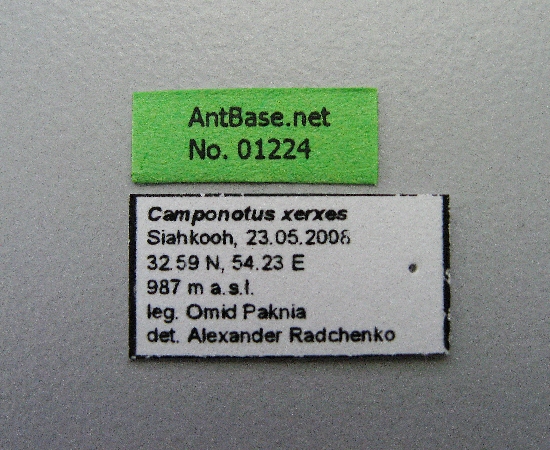 AntBase.net
No. 01224
Camponotus xerxes
Siahkooh, 23.05.2006
32.59 N, 54.23 E
987 m a.s.l.
leg. Omid Paknia
det. Alexander Radchenko